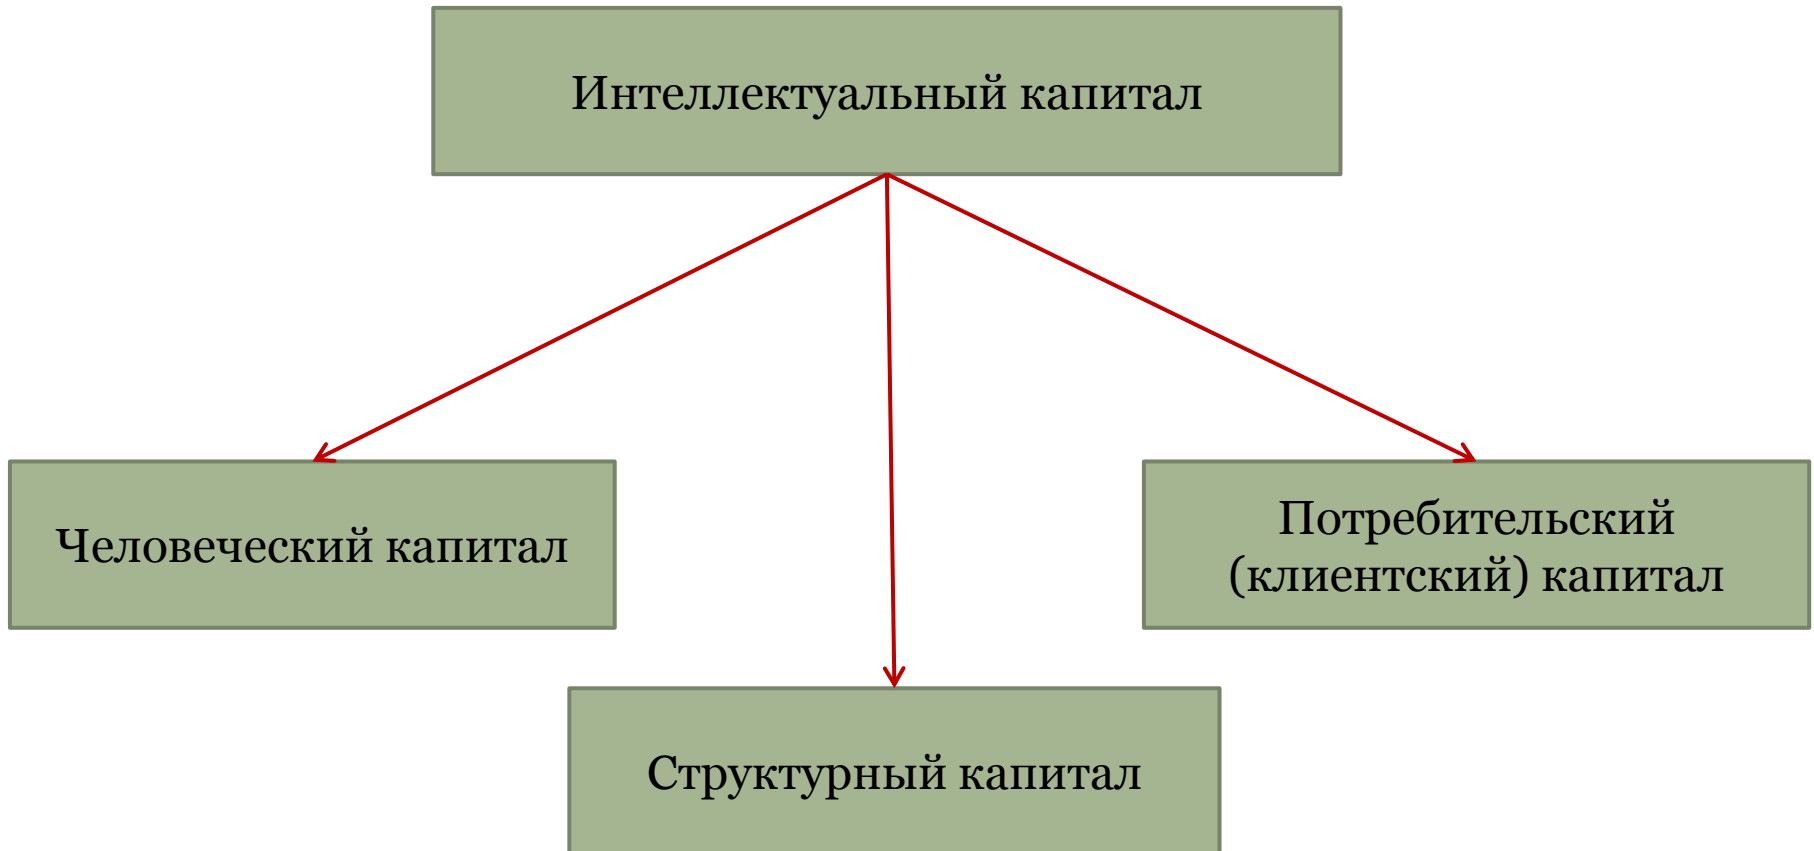 Интеллектуальный капитал
Человеческий капитал
Потребительский
(клиентский) капитал
Структурный капитал